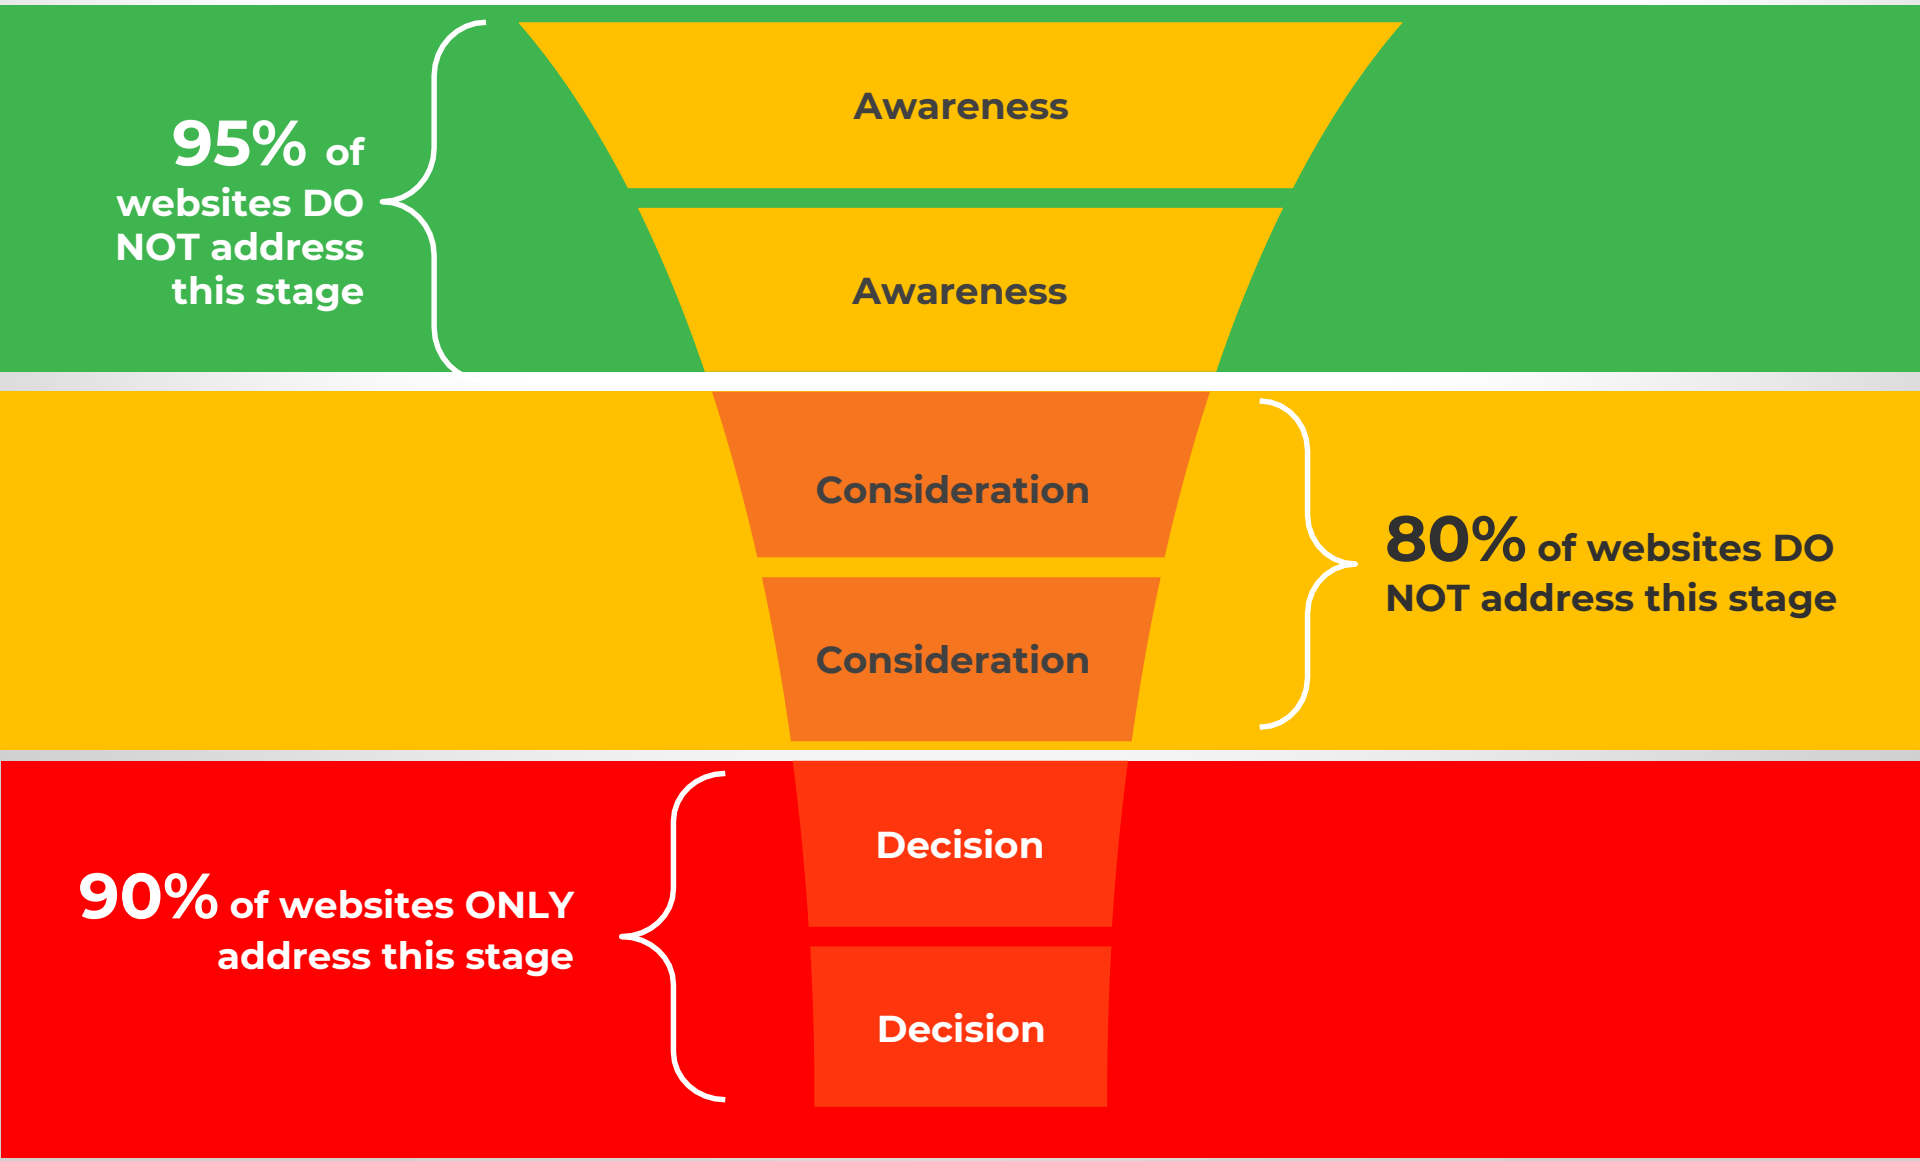 Awareness
95% of
websites DO
NOT address
this stage
Awareness
Consideration
80% of websites DO
NOT address this stage
Consideration
Decision
90% of websites ONLY
address this stage
Decision